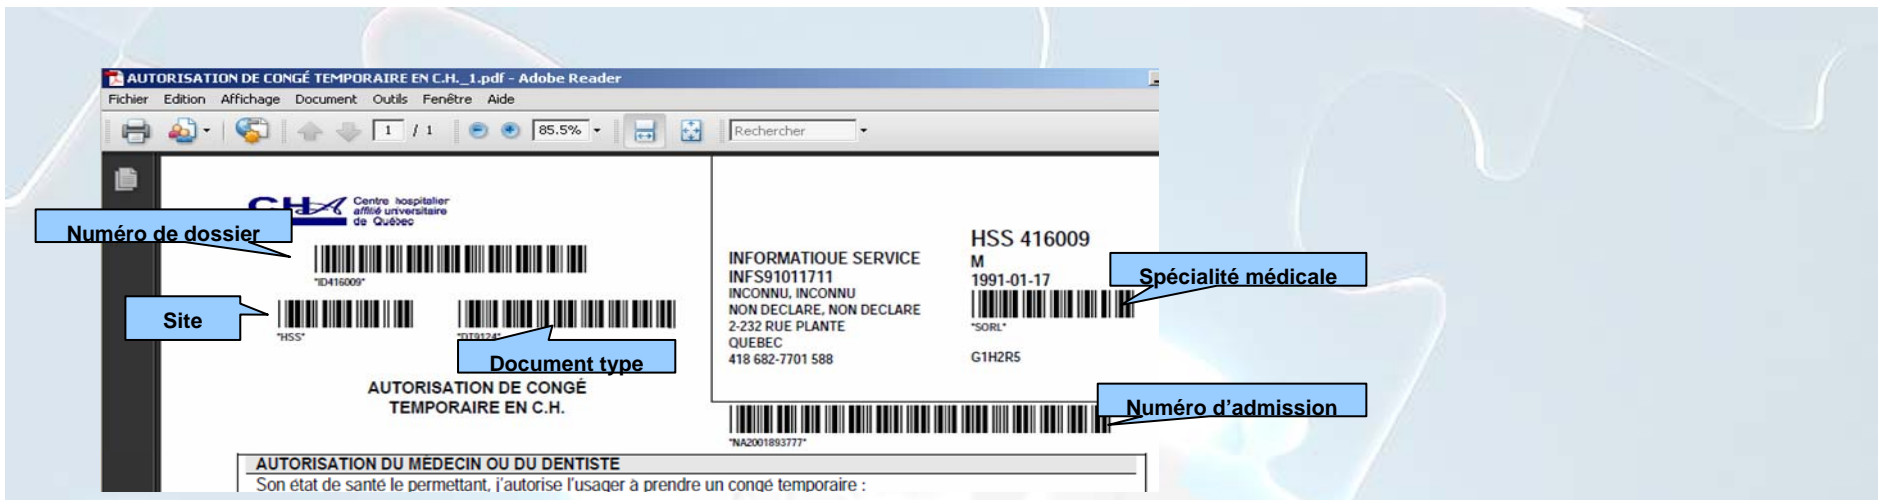 AUTORISATION DE CONGÉ TEMPORAIRE EN C.H._1.pdf - Adobe Reader
Fichier Edition Affichage Document Outils Fenêtre Aide
1 / 1 85.5% Rechercher
Centre hospitalier
affilié universitaire
de Québec
Numéro de dossier
*ID416009*
Site
*HSS*
*DT9124*
Document type
AUTORISATION DE CONGÉ
TEMPORAIRE EN C.H.
HSS 416009
INFORMATIQUE SERVICE
M
INFS91011711
1991-01-17
INCONNU, INCONNU
NON DECLARE, NON DECLARE
2-232 RUE PLANTE
*SORL*
QUEBEC
418 682-7701 588
G1H2R5
Spécialité médicale
Numéro d'admission
*NA2001893777*
AUTORISATION DU MÉDECIN OU DU DENTISTE
Son état de santé le permettant, j'autorise l'usager à prendre un congé temporaire :